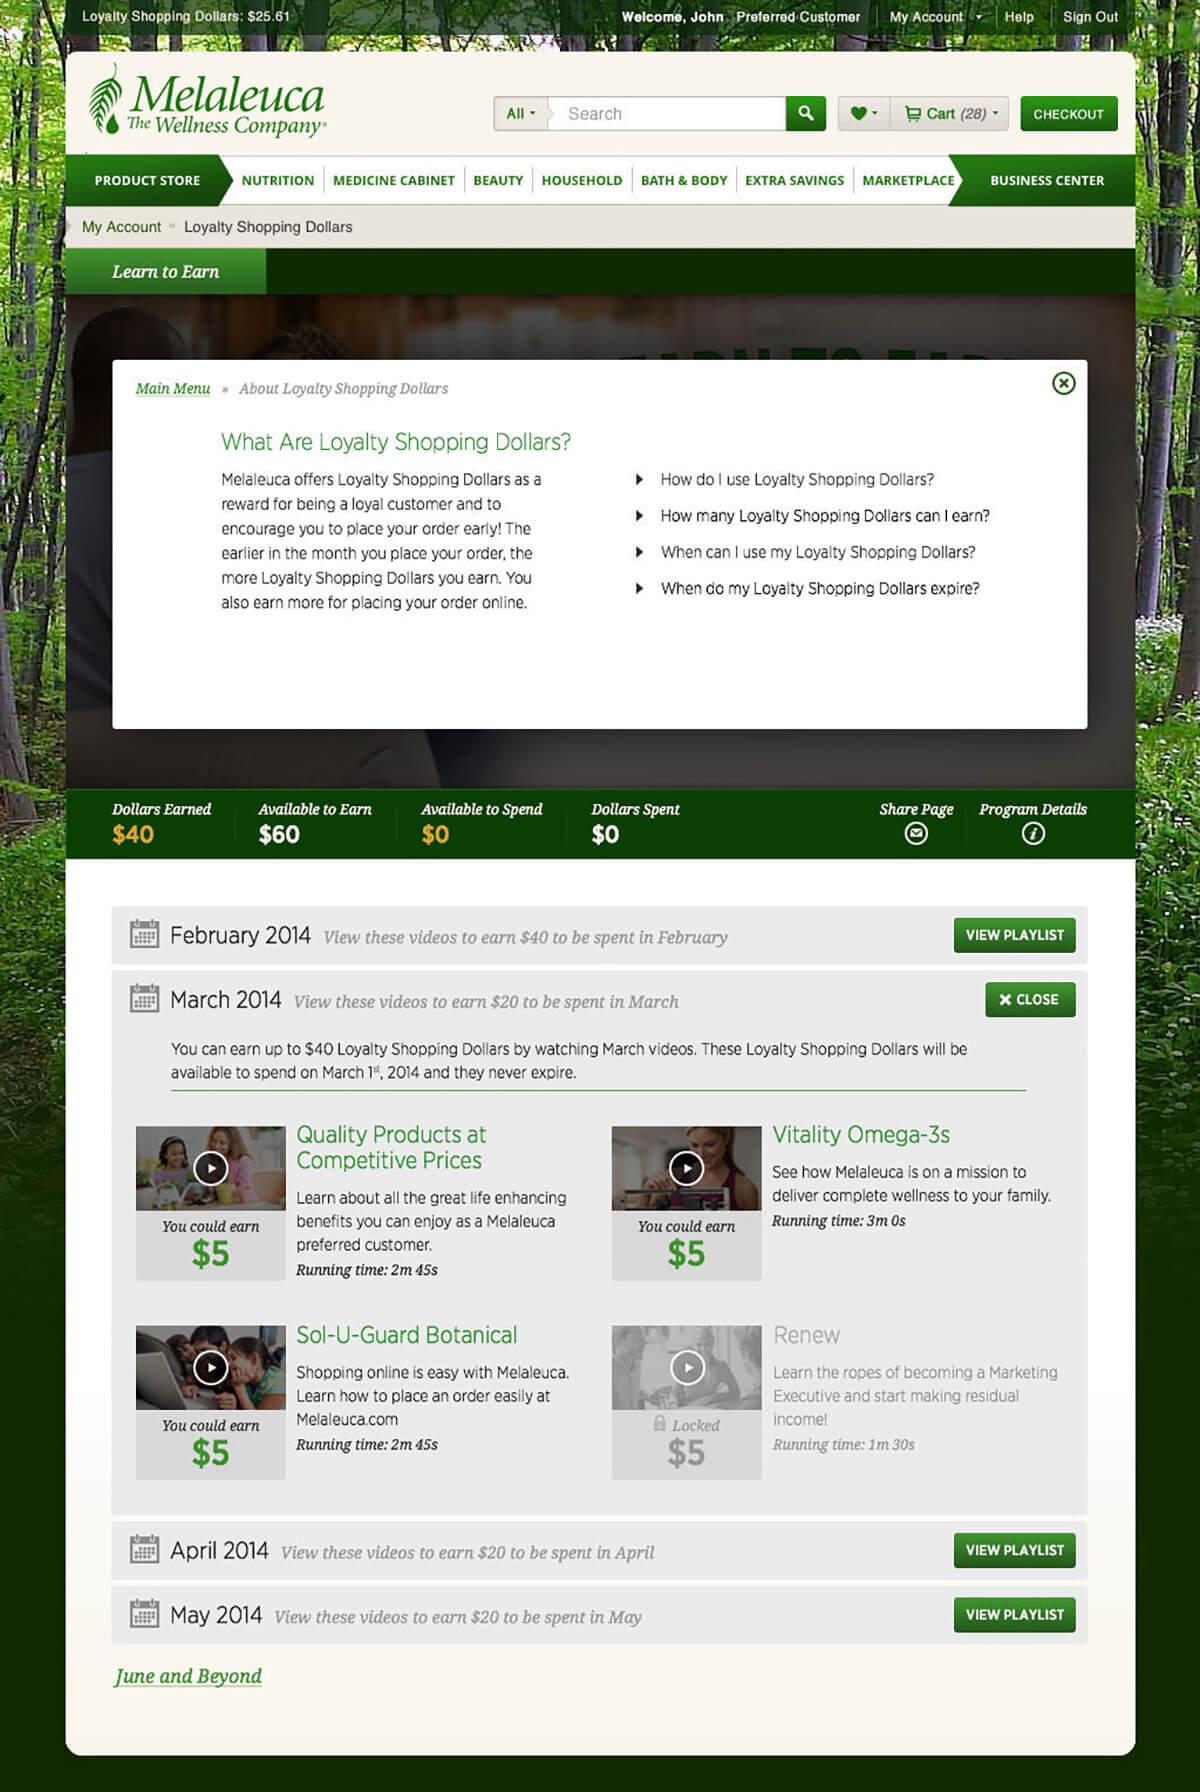 Loyalty Shopping Dollars: $25.61
Welcome, John Preferred Customer My Account Help Sign Out
Melaleuca
The Wellness Company®
All Search Cart (28) CHECKOUT
PRODUCT STORE NUTRITION MEDICINE CABINET BEAUTY HOUSEHOLD BATH & BODY EXTRA SAVINGS MARKETPLACE BUSINESS CENTER
My Account » Loyalty Shopping Dollars
Learn to Earn
Main Menu » About Loyalty Shopping Dollars
What Are Loyalty Shopping Dollars?
Melaleuca offers Loyalty Shopping Dollars as a
reward for being a loyal customer and to
encourage you to place your order early! The
earlier in the month you place your order, the
more Loyalty Shopping Dollars you earn. You
also earn more for placing your order online.
How do I use Loyalty Shopping Dollars?
How many Loyalty Shopping Dollars can I earn?
When can I use my Loyalty Shopping Dollars?
When do my Loyalty Shopping Dollars expire?
Dollars Earned
$40
Available to Earn
$60
Available to Spend
$0
Dollars Spent
$0
Share Page
Program Details
February 2014 View these videos to earn $40 to be spent in February VIEW PLAYLIST
March 2014 View these videos to earn $20 to be spent in March CLOSE
You can earn up to $40 Loyalty Shopping Dollars by watching March videos. These Loyalty Shopping Dollars will be
available to spend on March 1st, 2014 and they never expire.
Quality Products at
Competitive Prices
Learn about all the great life enhancing
benefits you can enjoy as a Melaleuca
preferred customer.
Running time: 2m 45s
You could earn
$5
Vitality Omega-3s
See how Melaleuca is on a mission to
deliver complete wellness to your family.
Running time: 3m 0s
You could earn
$5
Sol-U-Guard Botanical
Shopping online is easy with Melaleuca.
Learn how to place an order easily at
Melaleuca.com
Running time: 2m 45s
You could earn
$5
Renew
Learn the ropes of becoming a Marketing
Executive and start making residual
income!
Running time: 1m 30s
Locked
$5
April 2014 View these videos to earn $20 to be spent in April VIEW PLAYLIST
May 2014 View these videos to earn $20 to be spent in May VIEW PLAYLIST
June and Beyond